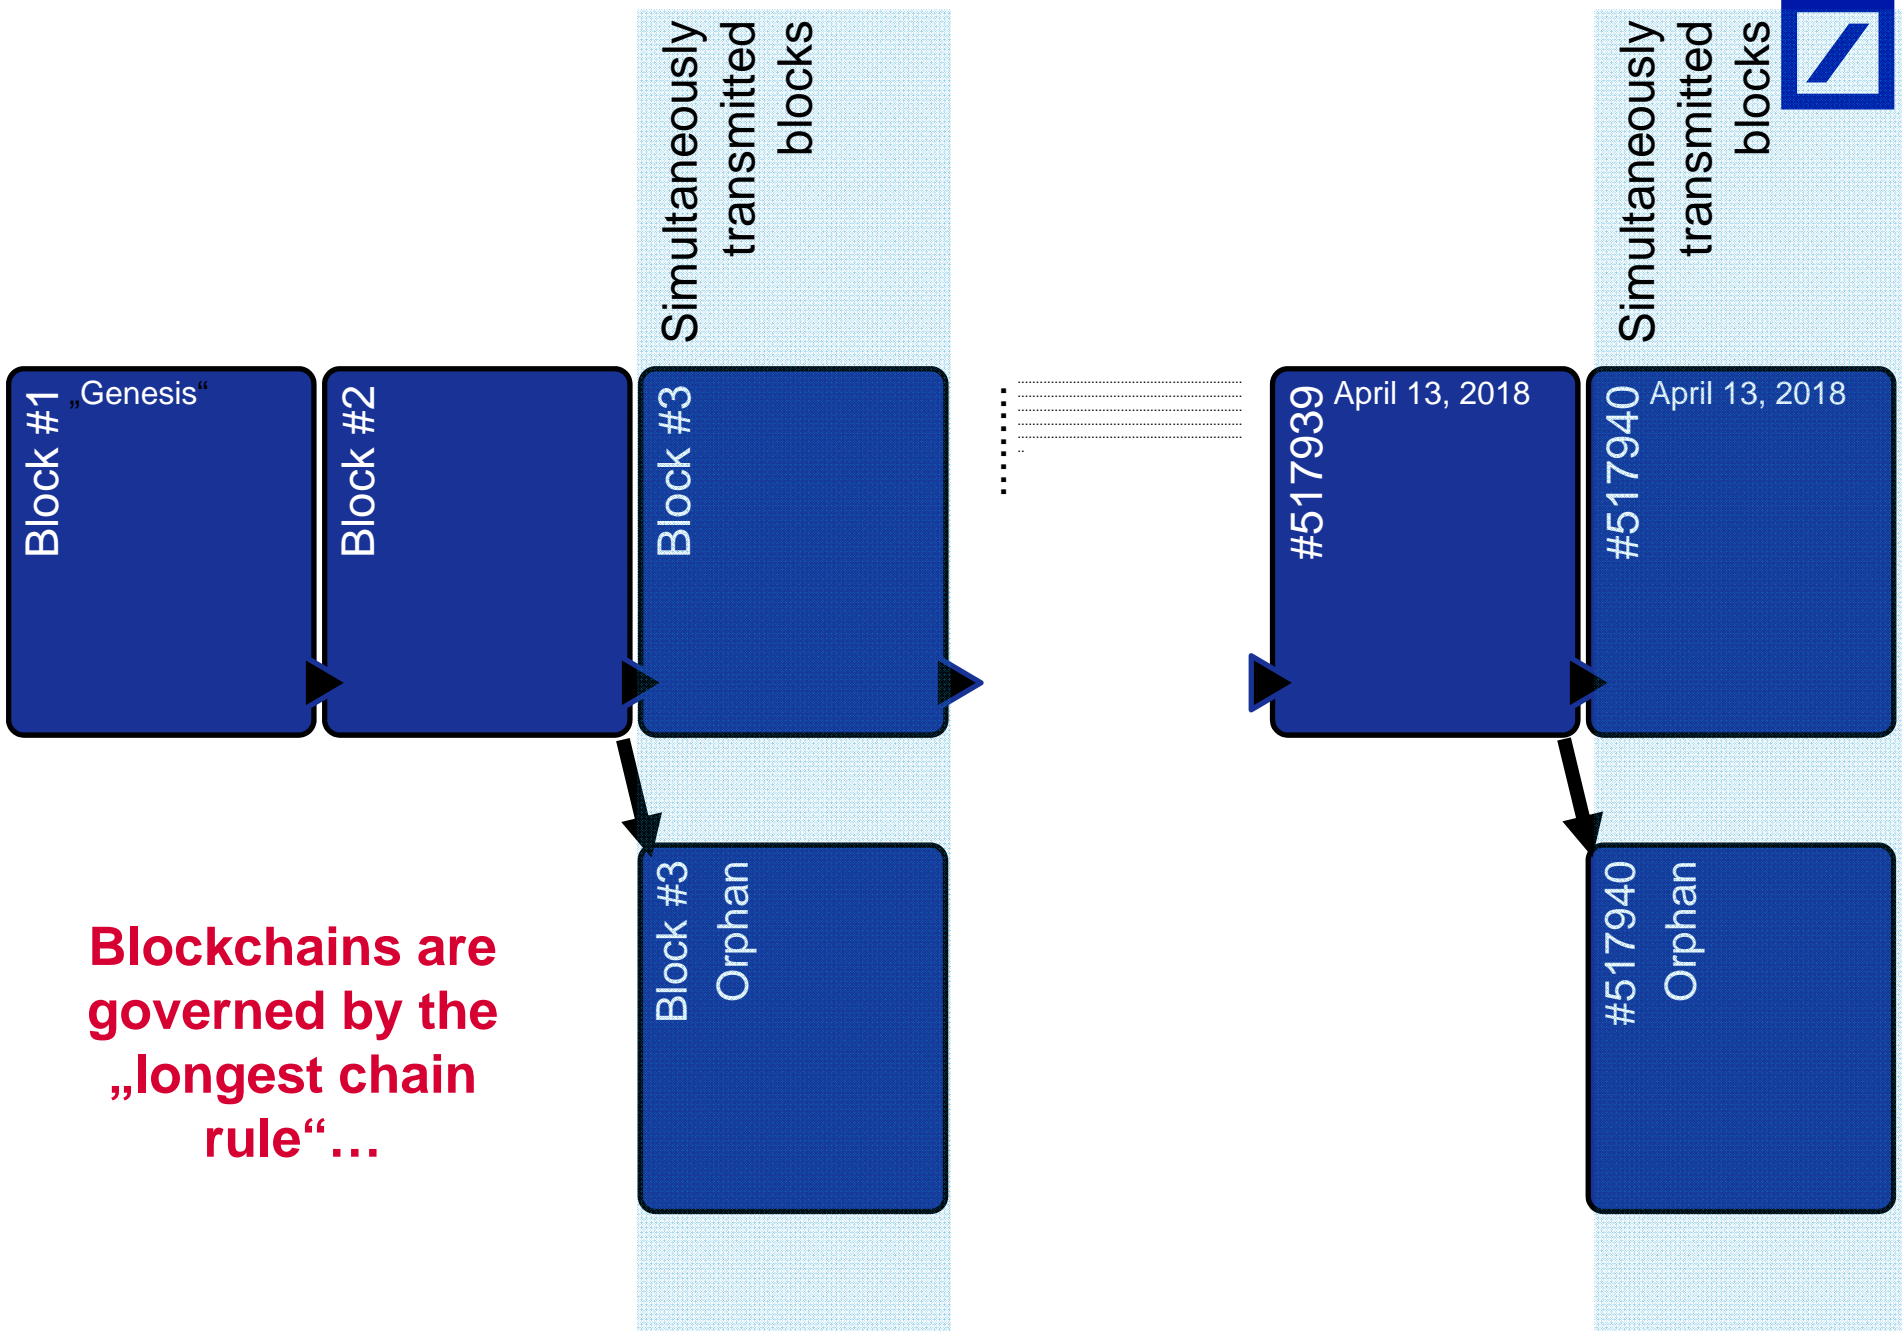 Simultaneously
transmitted
blocks
Simultaneously
transmitted
blocks
Block #1
„Genesis“
Block #2
Block #3
#517939
April 13, 2018
#517940
April 13, 2018
Block #3
Orphan
#517940
Orphan
Blockchains are
governed by the
„longest chain
rule“…